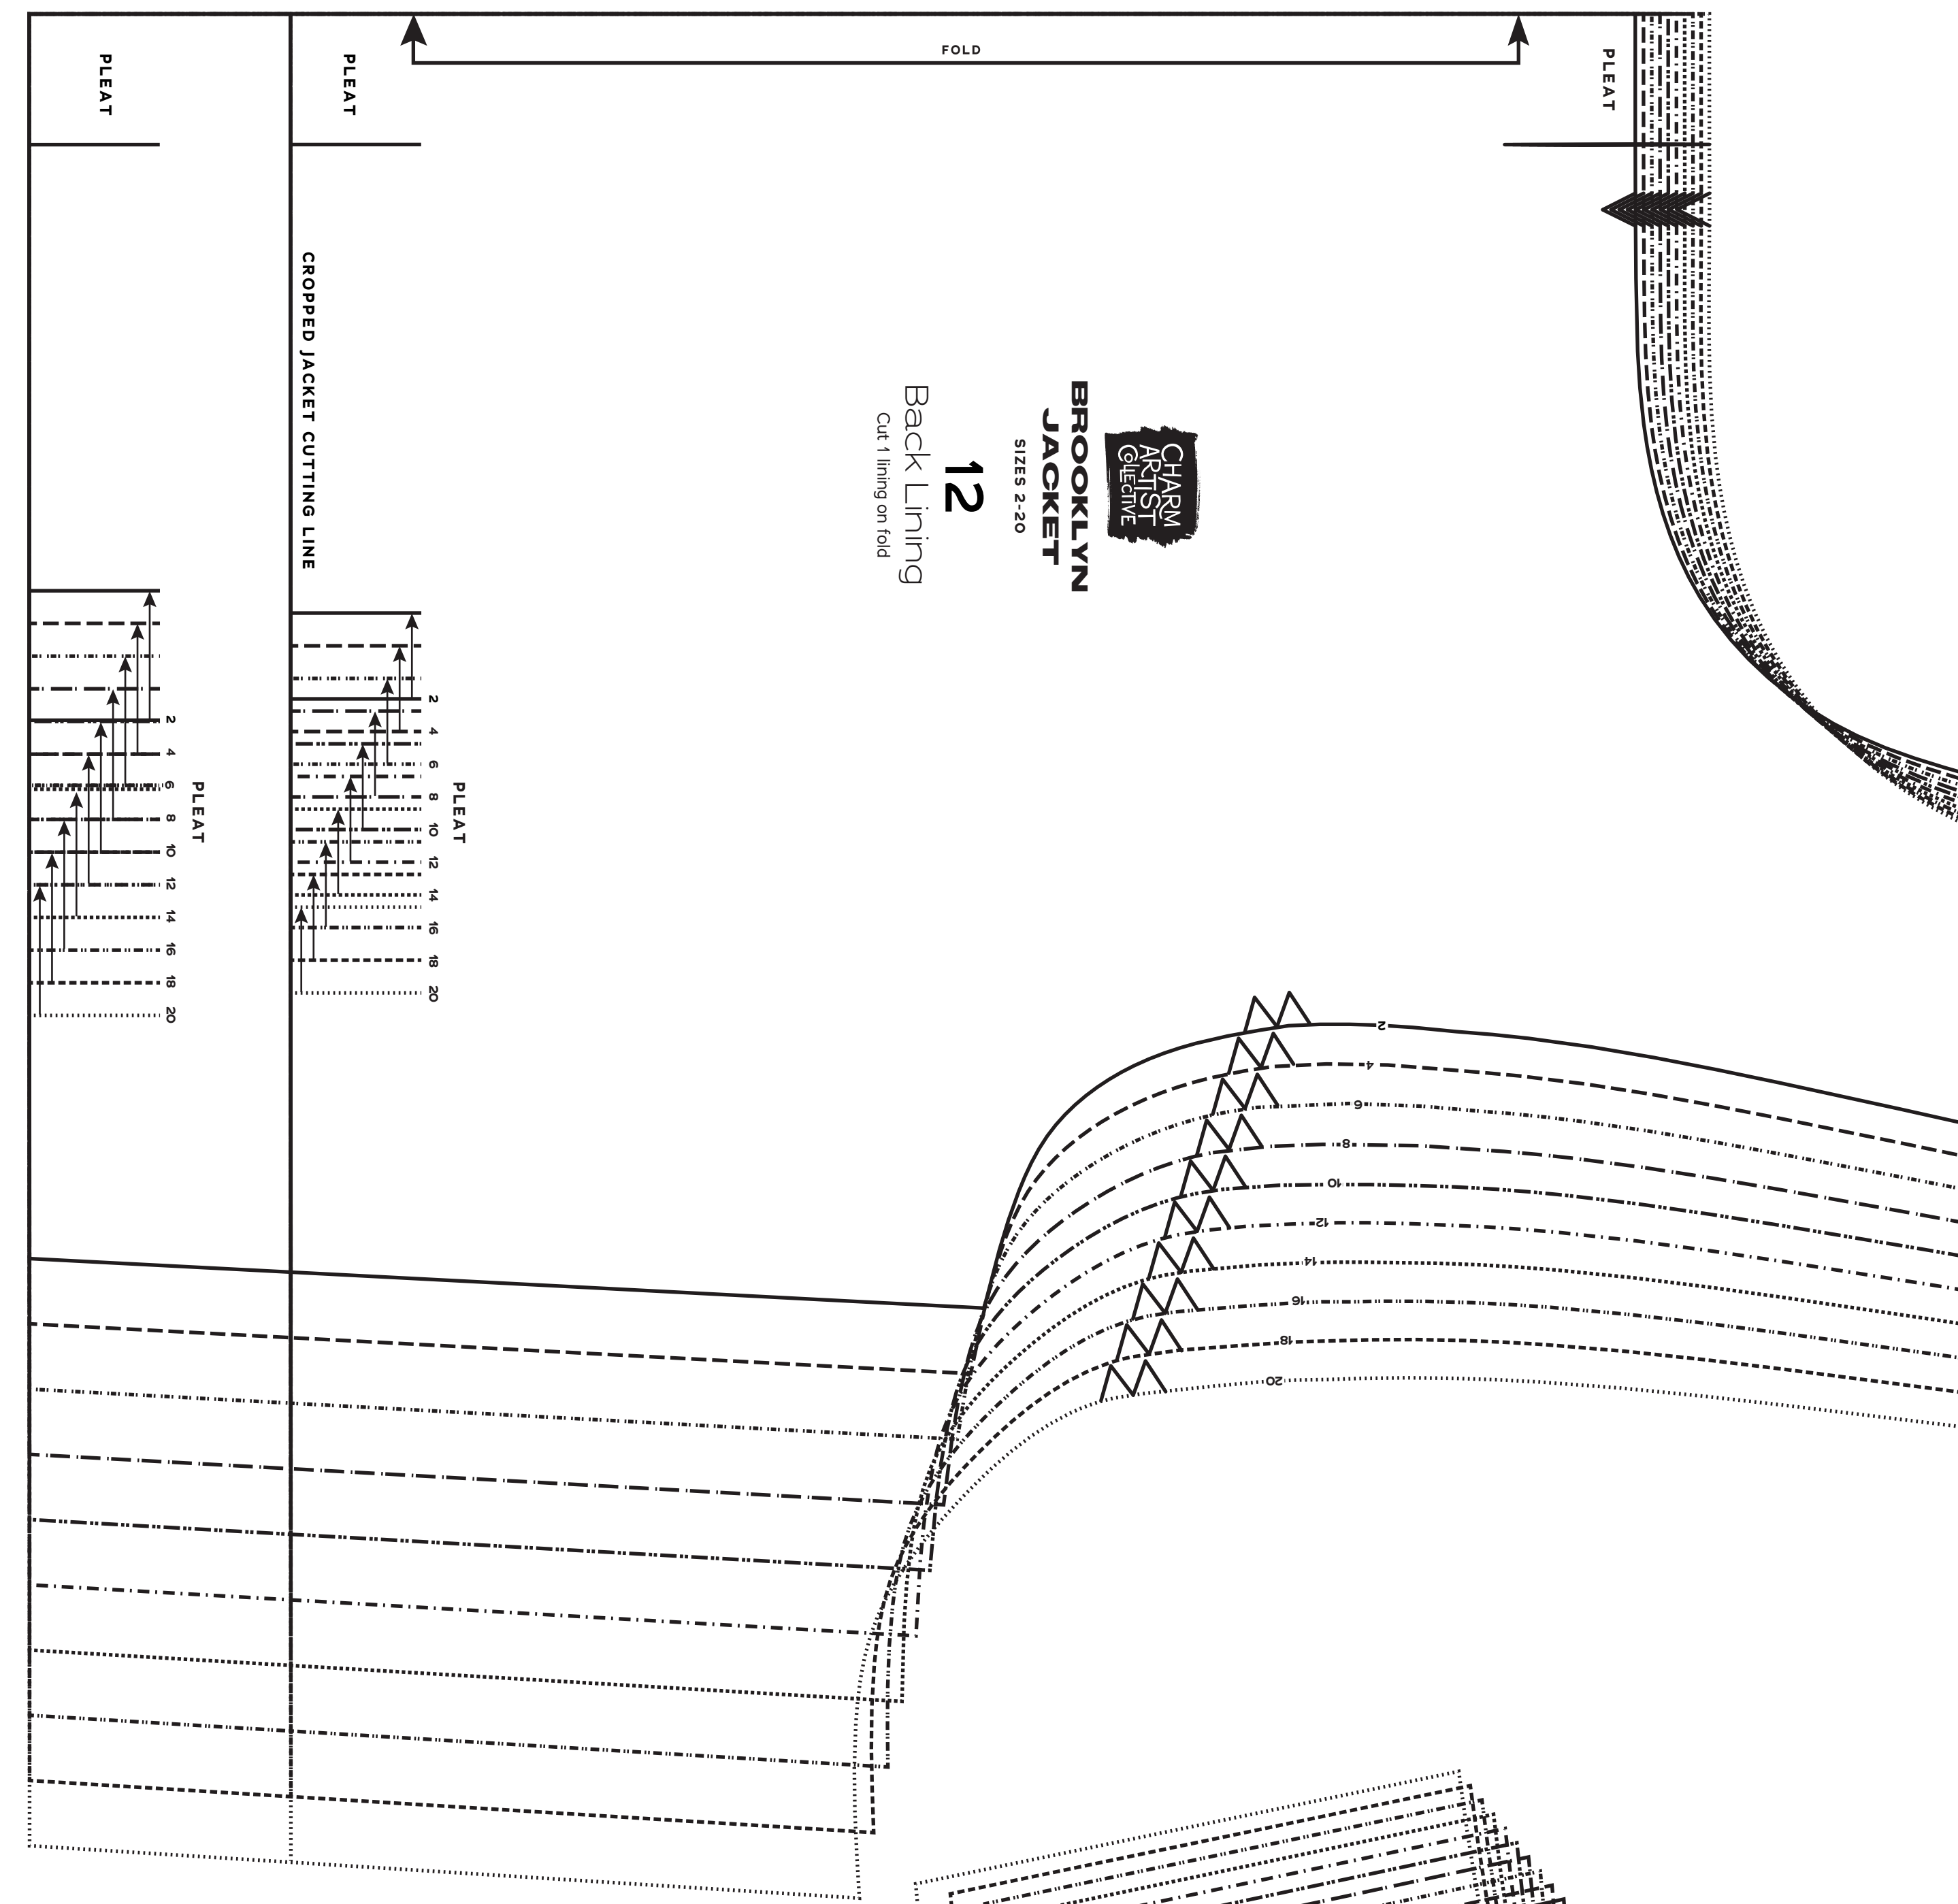 FOLD
PLEAT
PLEAT
PLEAT
CROPPED JACKET CUTTING LINE
CHARM
ARTIST
COLLECTIVE
BROOKLYN
JACKET
SIZES 2-20
12
Back Lining
Cut 1 lining on fold
PLEAT
2
4
6
8
10
12
14
16
18
20
PLEAT
2
4
6
8
10
12
14
16
18
20
2
4
6
8
10
12
14
16
18
20